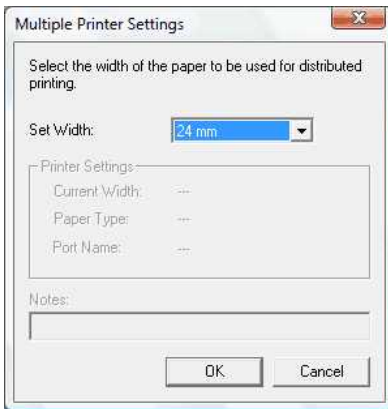 Multiple Printer Settings
Select the width of the paper to be used for distributed
printing.
Set Width: 24 mm
Printer Settings
Current Width: ---
Paper Type: ---
Port Name: ---
Notes:
OK Cancel